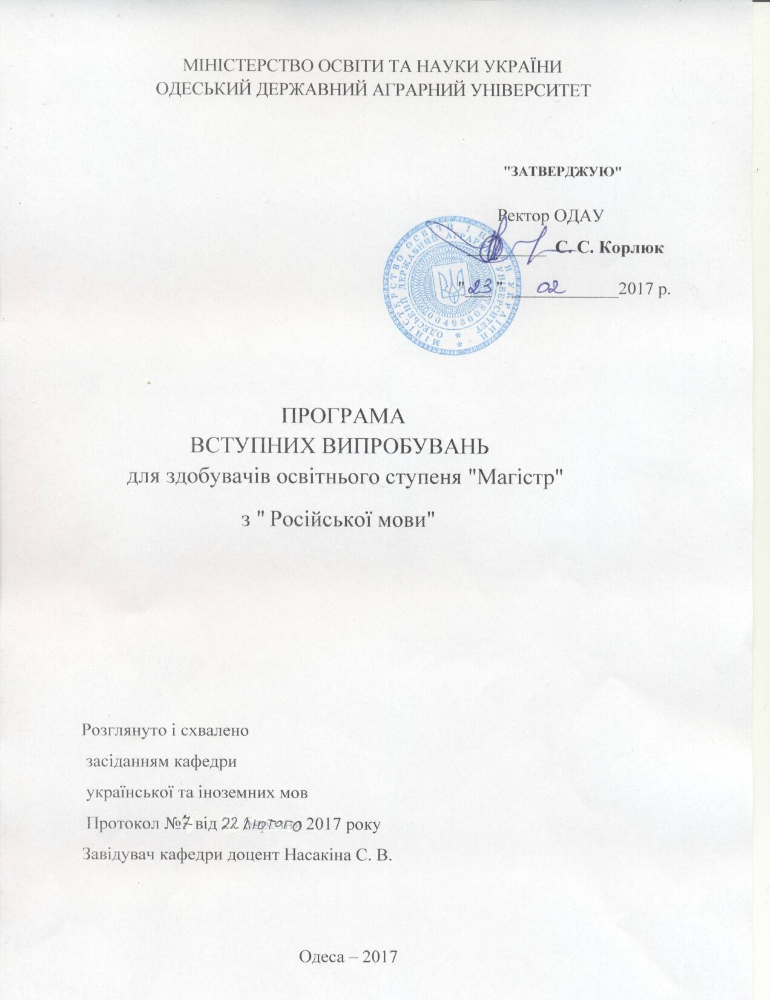 МІНІСТЕРСТВО ОСВІТИ ТА НАУКИ УКРАЇНИ
ОДЕСЬКИЙ ДЕРЖАВНИЙ АГРАРНИЙ УНІВЕРСИТЕТ
"ЗАТВЕРДЖУЮ"
Ректор ОДАУ
С. С. Корлюк
"23" 02 2017 р.
МІНІСТЕРСТВО ОСВІТИ І НАУКИ УКРАЇНИ *
ОДЕСЬКИЙ ДЕРЖАВНИЙ АГРАРНИЙ УНІВЕРСИТЕТ *
00493008
ПРОГРАМА
ВСТУПНИХ ВИПРОБУВАНЬ
для здобувачів освітнього ступеня "Магістр"
з " Російської мови"
Розглянуто і схвалено
засіданням кафедри
української та іноземних мов
Протокол №7 від 22 лютого 2017 року
Завідувач кафедри доцент Насакіна С. В.
Одеса – 2017